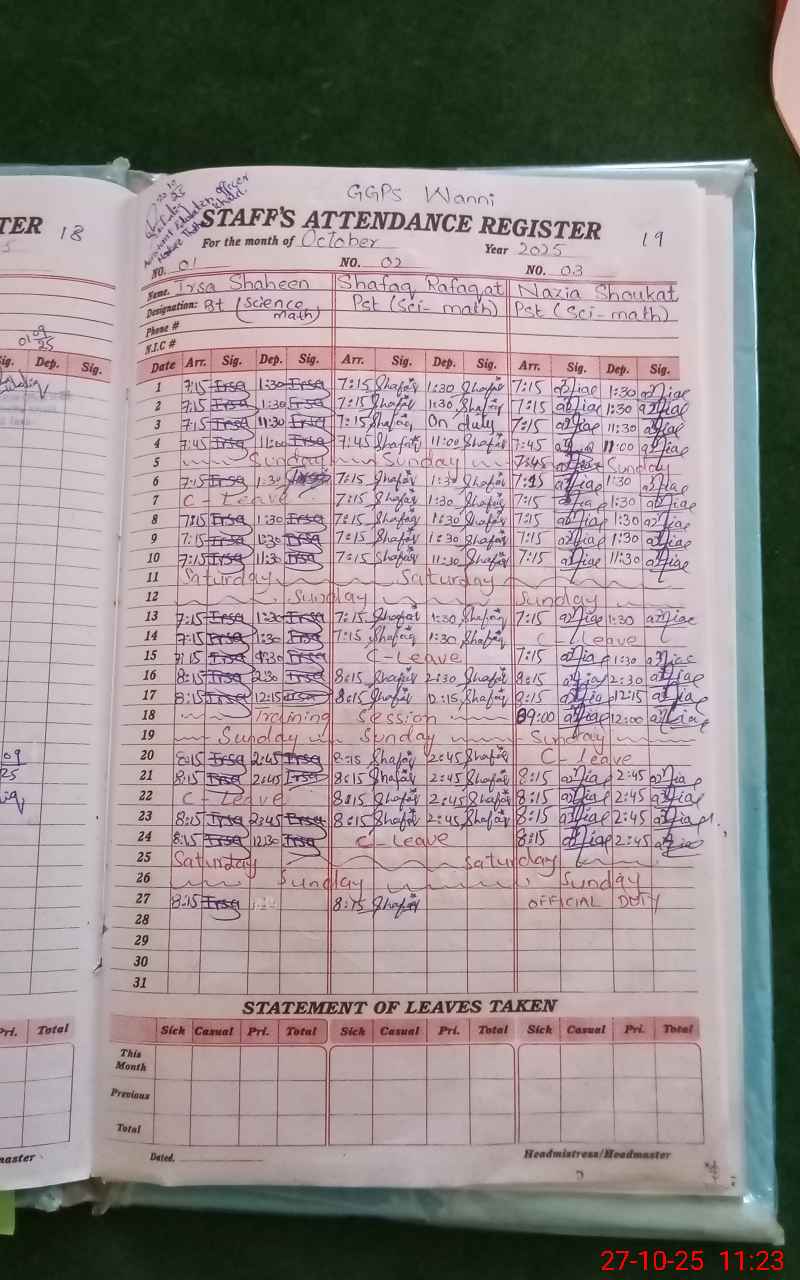 GGPS Wanni
STAFF'S ATTENDANCE REGISTER 19
TER 18
For the month of October Year 2025
NO. 01 NO. 02 NO. 03
Name. Irsa Shaheen Shafaq Rafaqat Nazia Shoukat
Designation: (Science math) Pst (Sci-math) Pst (Sci-math)
Phone #
N.I.C #
Sig. Dep. Sig. Date Arr. Sig. Dep. Sig. Arr. Sig. Dep. Sig. Arr. Sig. Dep. Sig.
1 7:15 Irsa 1:30 Irsa 7:15 Shafaq 1:30 Shafaq 7:15 1:30
2 7:15 Irsa 1:30 Irsa 7:15 Shafaq 1:30 Shafaq 7:15 1:30
3 7:15 Irsa 11:30 Irsa 7:15 Shafaq On duty 7:15 11:30
4 7:45 Irsa 11:00 Irsa 7:45 Shafaq 11:00 Shafaq 7:45 11:00
5 Sunday Sunday 7:45 Sunday
6 7:15 Irsa 1:30 7:15 Shafaq 1:30 Shafaq 1:30
7 C-Leave 7:15 Shafaq 1:30 Shafaq 7:15 1:30
8 7:15 Irsa 1:30 Irsa 7:15 Shafaq 1:30 Shafaq 7:15 1:30
9 7:15 Irsa 1:30 Irsa 7:15 Shafaq 1:30 Shafaq 7:15 1:30
10 7:15 Irsa 11:30 Irsa 7:15 Shafaq 11:30 Shafaq 7:15 11:30
11 Saturday Saturday
12 Sunday Sunday
13 7:15 Irsa 1:30 Irsa 7:15 Shafaq 1:30 Shafaq 7:15 1:30
14 7:15 Irsa 1:30 Irsa 7:15 Shafaq 1:30 Shafaq C-Leave
15 7:15 Irsa Irsa C-Leave 7:15 1:30
16 8:15 Irsa 2:30 Irsa 8:15 Shafaq 2:30 Shafaq 8:15 2:30
17 8:15 Irsa 12:15 Irsa 8:15 Shafaq 12:15 Shafaq 8:15 12:15
18 Training Session 09:00 12:00
19 Sunday Sunday Sunday
20 8:15 Irsa 2:45 Irsa 8:15 Shafaq 2:45 Shafaq C-Leave
21 8:15 Irsa 2:45 Irsa 8:15 Shafaq 2:45 Shafaq 8:15 2:45
22 C-Leave 8:15 Shafaq 2:45 Shafaq 8:15 2:45
23 8:15 Irsa 2:45 Irsa 8:15 Shafaq 2:45 Shafaq 8:15 2:45
24 8:15 Irsa 1230 Irsa C-Leave 8:15 2:45
25 Saturday Saturday
26 Sunday Sunday
27 8:15 Irsa 8:15 Shafaq OFFICIAL DUTY
28
29
30
31
STATEMENT OF LEAVES TAKEN
Pri. Total Sick Casual Pri. Total Sick Casual Pri. Total Sick Casual Pri. Total
This Month
Previous
Total
master Dated. Headmistress/Headmaster
27-10-25 11:23